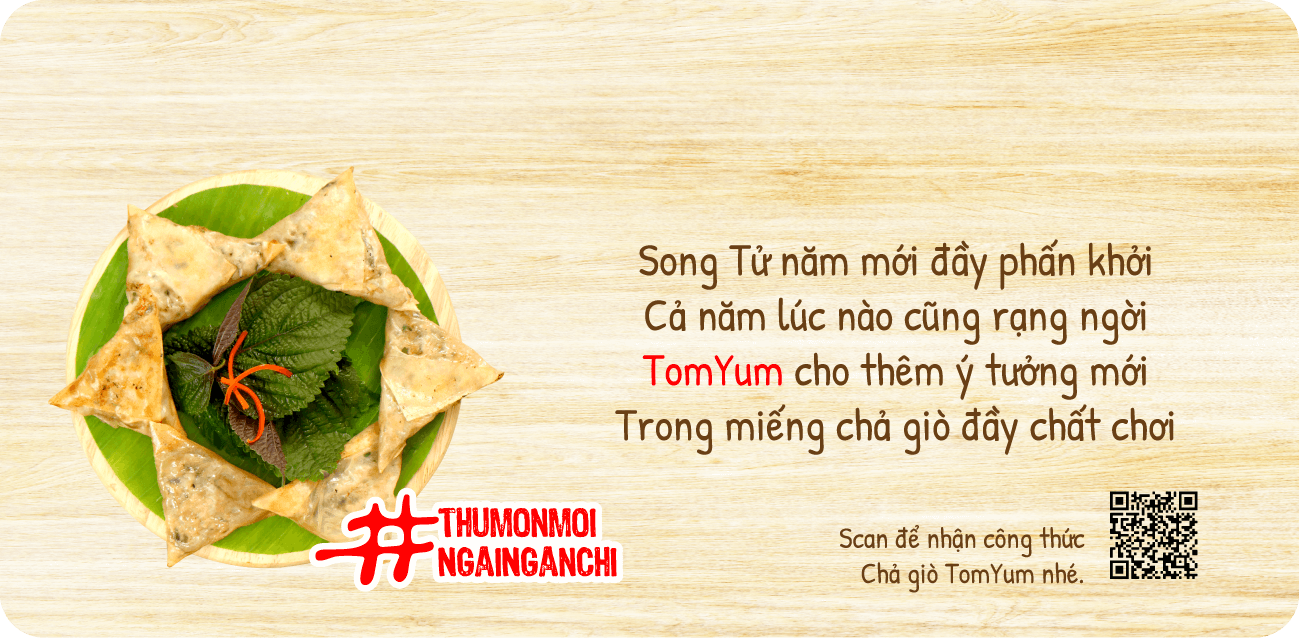 Song Tử năm mới đầy phấn khởi
Cả năm lúc nào cũng rạng ngời
TomYum cho thêm ý tưởng mới
Trong miếng chả giò đầy chất chơi
#THUMONMOI
NGAINGANCHI
Scan để nhận công thức
Chả giò TomYum nhé.